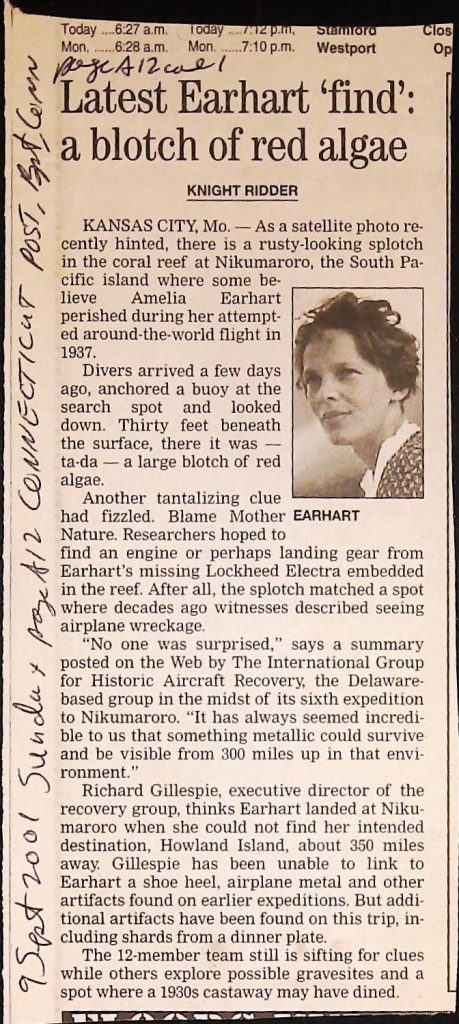 Today ....6:27 a.m. Today ....7:12 p.m. Stamford Clos
Mon. .....6:28 a.m. Mon. ......7:10 p.m. Westport Op
page A12 col 1
Latest Earhart ‘find’:
a blotch of red algae
KNIGHT RIDDER
KANSAS CITY, Mo. — As a satellite photo re-
cently hinted, there is a rusty-looking splotch
in the coral reef at Nikumaroro, the South Pa-
cific island where some be-
lieve Amelia Earhart
perished during her attempt-
ed around-the-world flight in
1937.
Divers arrived a few days
ago, anchored a buoy at the
search spot and looked
down. Thirty feet beneath
the surface, there it was —
ta-da — a large blotch of red
algae.
Another tantalizing clue
had fizzled. Blame Mother
Nature. Researchers hoped to
EARHART
find an engine or perhaps landing gear from
Earhart’s missing Lockheed Electra embedded
in the reef. After all, the splotch matched a spot
where decades ago witnesses described seeing
airplane wreckage.
“No one was surprised,” says a summary
posted on the Web by The International Group
for Historic Aircraft Recovery, the Delaware-
based group in the midst of its sixth expedition
to Nikumaroro. “It has always seemed incredi-
ble to us that something metallic could survive
and be visible from 300 miles up in that envi-
ronment.”
Richard Gillespie, executive director of the
recovery group, thinks Earhart landed at Niku-
maroro when she could not find her intended
destination, Howland Island, about 350 miles
away. Gillespie has been unable to link to
Earhart a shoe heel, airplane metal and other
artifacts found on earlier expeditions. But addi-
tional artifacts have been found on this trip, in-
cluding shards from a dinner plate.
The 12-member team still is sifting for clues
while others explore possible gravesites and a
spot where a 1930s castaway may have dined.
9 Sept 2001 Sunday page A12 CONNECTICUT POST, Bpt, Conn